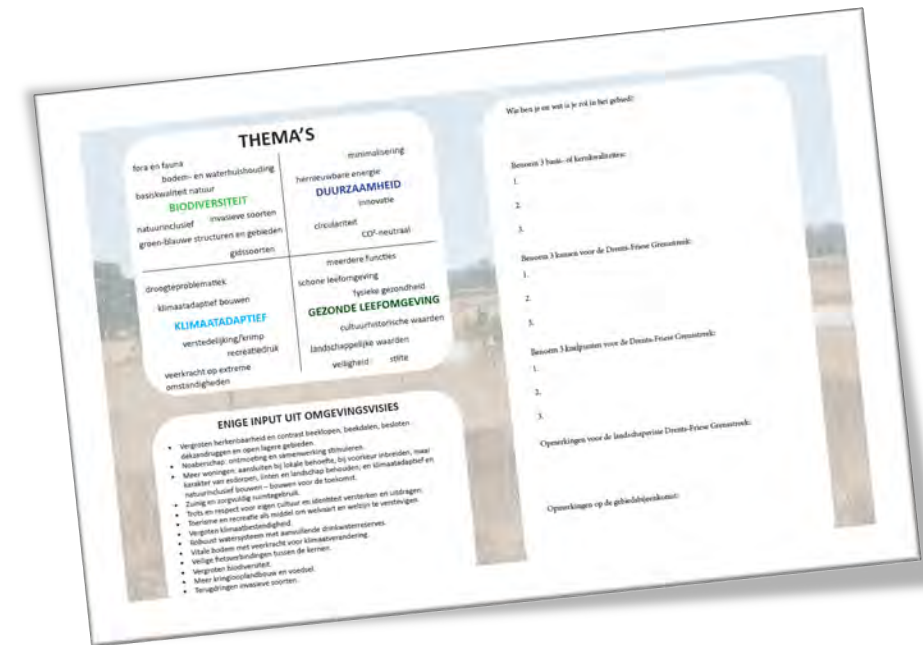 THEMA'S
fora en fauna
minimalisering
bodem- en waterhuishouding
hernieuwbare energie
basiskwaliteit natuur
BIODIVERSITEIT
DUURZAAMHEID
innovatie
natuurinclusief
invasieve soorten
circulariteit
groen-blauwe structuren en gebieden
CO²-neutraal
gidssoorten
meerdere functies
droogteproblematiek
schone leefomgeving
klimaatadaptief bouwen
fysieke gezondheid
KLIMAATADAPTIEF
GEZONDE LEEFOMGEVING
verstedelijking/krimp
cultuurhistorische waarden
recreatiedruk
landschappelijke waarden
veerkracht op extreme
omstandigheden
veiligheid
stilte
ENIGE INPUT UIT OMGEVINGSVISIES
• Vergroten herkenbaarheid en contrast beeklopen, beekdalen, besloten
dekzandruggen en open lagere gebieden.
• Noaberschap: ontmoeting en samenwerking stimuleren.
• Meer woningen: aansluiten bij lokale behoefte, bij voorkeur inbreiden, maar
karakter van esdorpen, linten en landschap behouden; en klimaatadaptief en
natuurinclusief bouwen – bouwen voor de toekomst.
• Zuinig en zorgvuldig ruimtegebruik.
• Trots en respect voor eigen cultuur en identiteit versterken en uitdragen.
• Toerisme en recreatie als middel om welvaart en welzijn te verstevigen.
• Vergoten klimaatbestendigheid.
• Robuust watersysteem met aanvullende drinkwaterreserves.
• Vitale bodem met veerkracht voor klimaatverandering.
• Veilige fietsverbindingen tussen de kernen.
• Vergroten biodiversiteit.
• Meer kringlooplandbouw en voedsel.
• Terugdringen invasieve soorten.
Wie ben je en wat is je rol in het gebied?
Benoem 3 basis- of kernkwaliteiten:
1.
2.
3.
Benoem 3 kansen voor de Drents-Friese Grensstreek:
1.
2.
3.
Benoem 3 knelpunten voor de Drents-Friese Grensstreek:
1.
2.
3.
Opmerkingen voor de landschapsvisie Drents-Friese Grensstreek:
Opmerkingen op de gebiedsbijeenkomst: